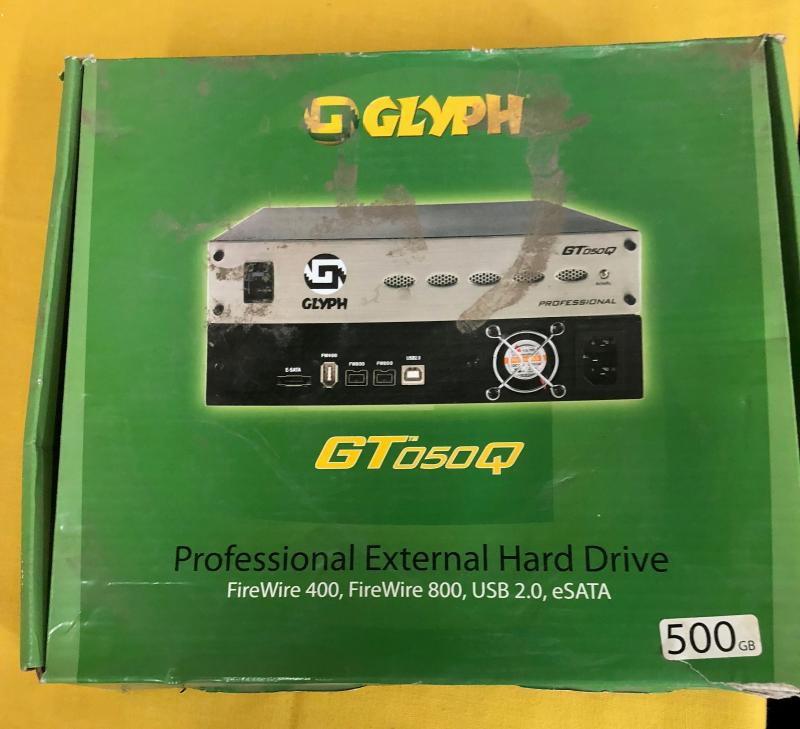 GLYPH
GT050Q
GLYPH
PROFESSIONAL
E-SATA
FW400
FW800
FW800
USB2.0
GT™050Q
Professional External Hard Drive
FireWire 400, FireWire 800, USB 2.0, eSATA
500GB